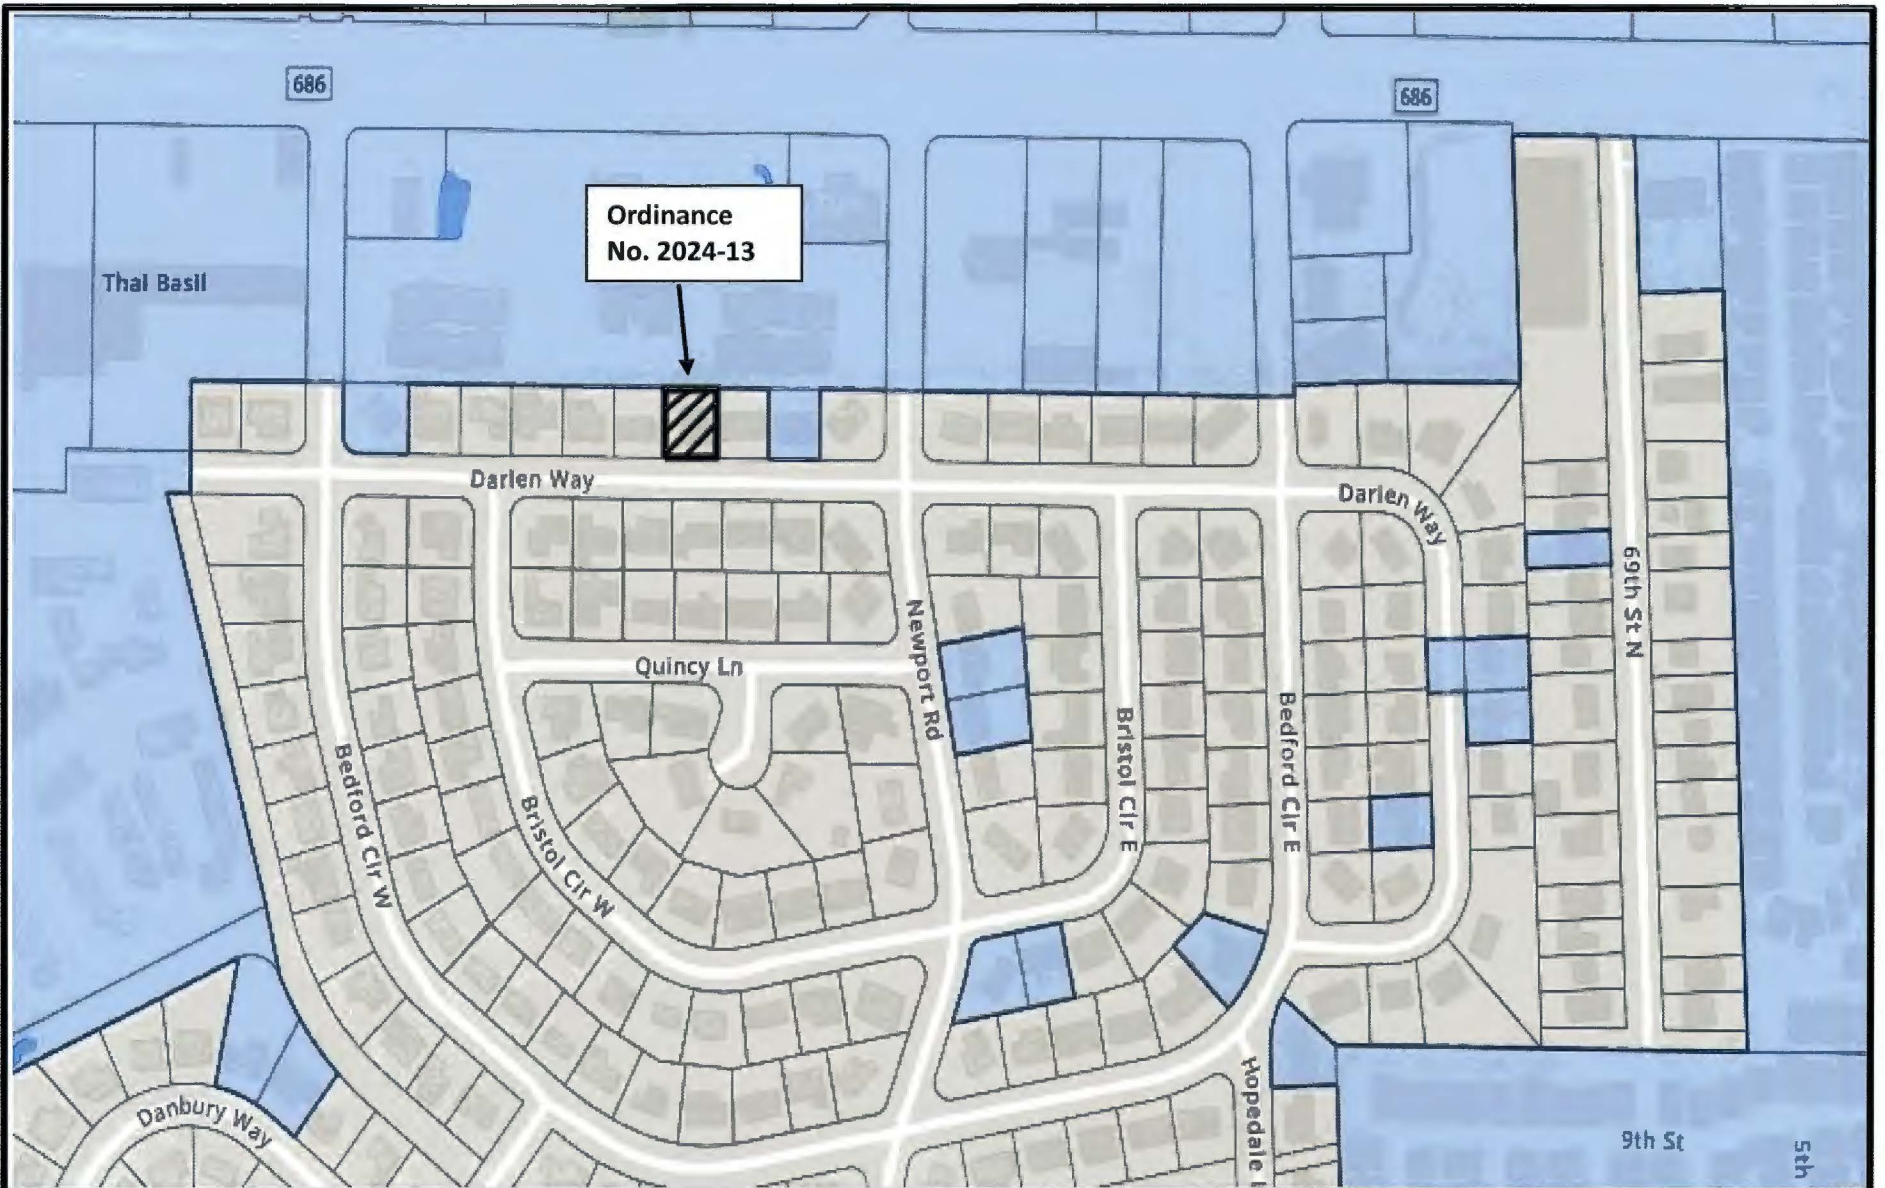 686
686
Ordinance
No. 2024-13
Thai Basil
Darien Way
Darien Way
69th St N
Newport Rd
Quincy Ln
Bedford Cir W
Bristol Cir W
Bristol Cir E
Bedford Cir E
Hopedale
Danbury Way
9th St
5th